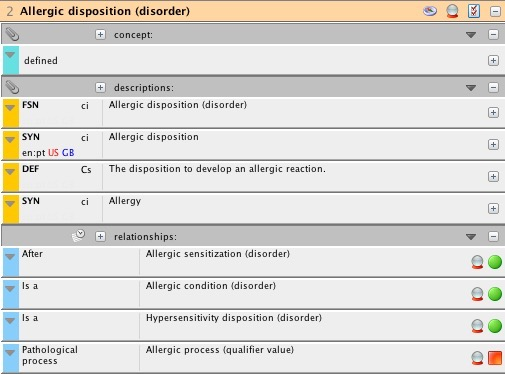 2 Allergic disposition (disorder)
concept:
defined
descriptions:
FSN ci Allergic disposition (disorder)
SYN ci Allergic disposition
en:pt US GB
DEF Cs The disposition to develop an allergic reaction.
SYN ci Allergy
relationships:
After Allergic sensitization (disorder)
Is a Allergic condition (disorder)
Is a Hypersensitivity disposition (disorder)
Pathological Allergic process (qualifier value)
process